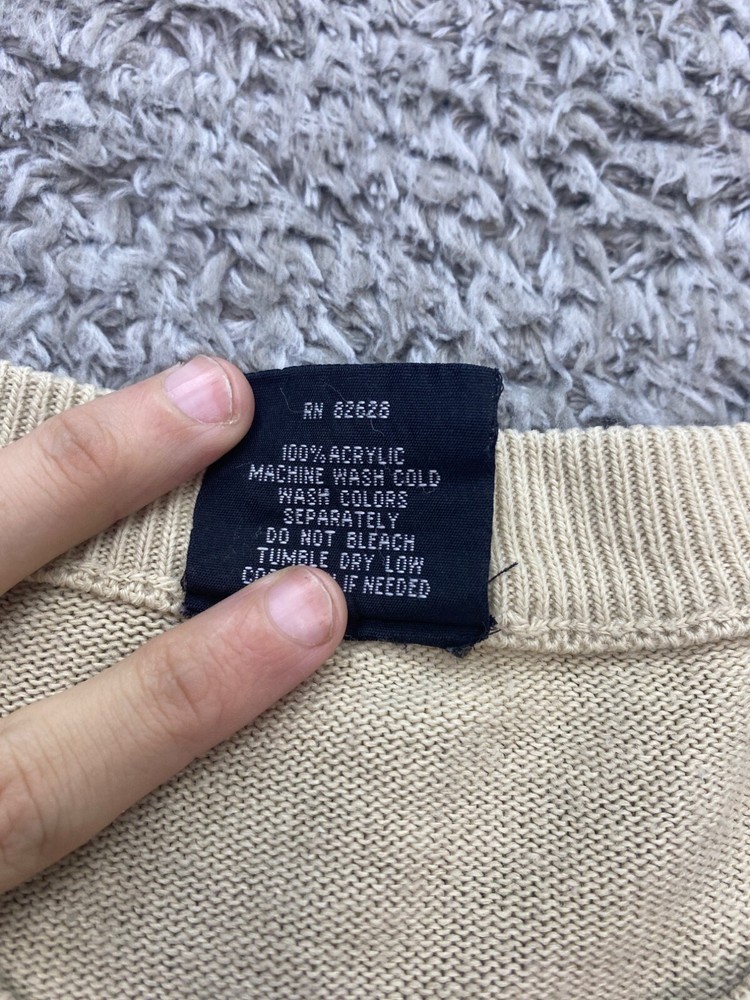 RN 82628
100% ACRYLIC
MACHINE WASH COLD
WASH COLORS
SEPARATELY
DO NOT BLEACH
TUMBLE DRY LOW
IF NEEDED